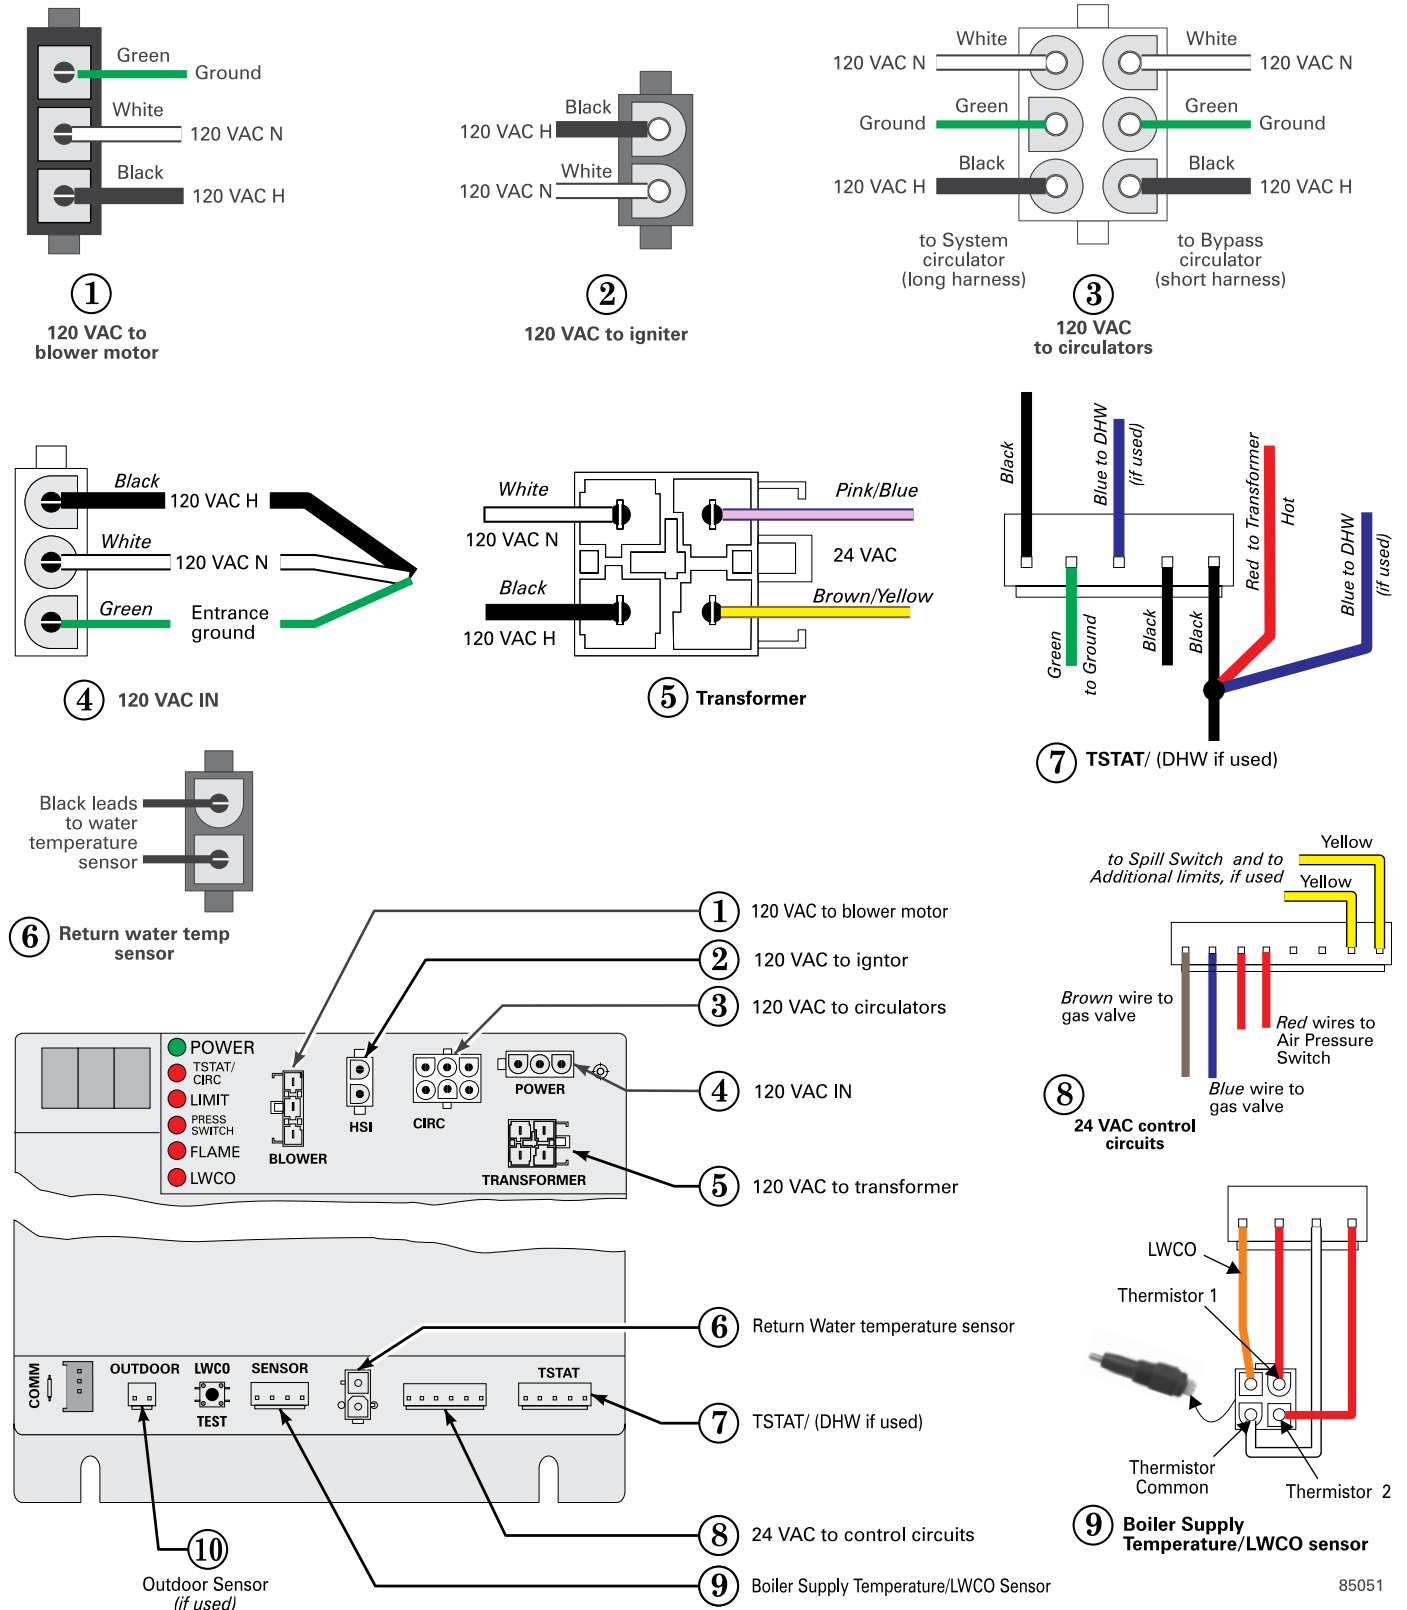 Green
Ground
White
120 VAC N
Black
120 VAC H
1
120 VAC to
blower motor
Black
120 VAC H
White
120 VAC N
2
120 VAC to igniter
White
120 VAC N
Green
Ground
Black
120 VAC H
White
120 VAC N
Green
Ground
Black
120 VAC H
to System
circulator
(long harness)
to Bypass
circulator
(short harness)
3
120 VAC
to circulators
Black
120 VAC H
White
120 VAC N
Green
Entrance
ground
4 120 VAC IN
White
120 VAC N
Black
120 VAC H
Pink/Blue
24 VAC
Brown/Yellow
5 Transformer
Black
Blue to DHW
(if used)
Red to Transformer
Hot
Blue to DHW
(if used)
Green
to Ground
Black
Black
7 TSTAT/ (DHW if used)
Black leads
to water
temperature
sensor
6 Return water temp
sensor
to Spill Switch and to
Additional limits, if used
Yellow
Yellow
Brown wire to
gas valve
Blue wire to
gas valve
Red wires to
Air Pressure
Switch
8
24 VAC control
circuits
1 120 VAC to blower motor
2 120 VAC to igntor
3 120 VAC to circulators
4 120 VAC IN
5 120 VAC to transformer
POWER
TSTAT/
CIRC
LIMIT
PRESS
SWITCH
FLAME
LWCO
BLOWER
HSI
CIRC
POWER
TRANSFORMER
LWCO
Thermistor 1
Thermistor
Common
Thermistor 2
9 Boiler Supply
Temperature/LWCO sensor
6 Return Water temperature sensor
7 TSTAT/ (DHW if used)
8 24 VAC to control circuits
9 Boiler Supply Temperature/LWCO Sensor
COMM
OUTDOOR
LWCO
TEST
SENSOR
TSTAT
10
Outdoor Sensor
(if used)
85051